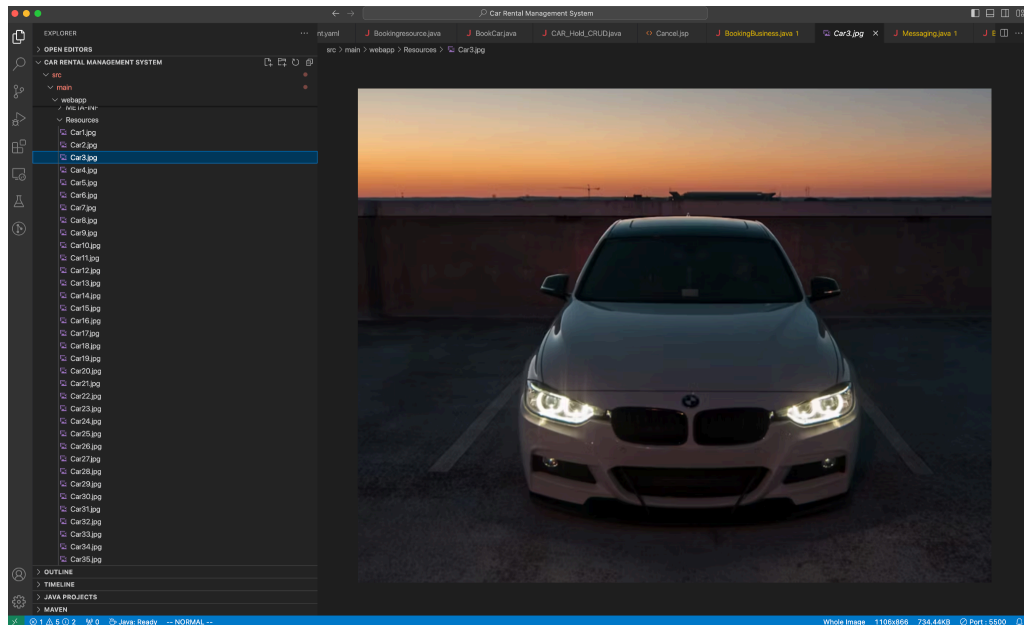 Car Rental Management System
EXPLORER
nt.yaml
Bookingresource.java
BookCar.java
CAR_Hold_CRUD.java
Cancel.jsp
BookingBusiness.java 1
Car3.jpg
Messaging.java 1
OPEN EDITORS
src > main > webapp > Resources > Car3.jpg
CAR RENTAL MANAGEMENT SYSTEM
src
main
webapp
META-INF
Resources
Car1.jpg
Car2.jpg
Car3.jpg
Car4.jpg
Car5.jpg
Car6.jpg
Car7.jpg
Car8.jpg
Car9.jpg
Car10.jpg
Car11.jpg
Car12.jpg
Car13.jpg
Car14.jpg
Car15.jpg
Car16.jpg
Car17.jpg
Car18.jpg
Car19.jpg
Car20.jpg
Car21.jpg
Car22.jpg
Car23.jpg
Car24.jpg
Car25.jpg
Car26.jpg
Car27.jpg
Car28.jpg
Car29.jpg
Car30.jpg
Car31.jpg
Car32.jpg
Car33.jpg
Car34.jpg
Car35.jpg
OUTLINE
TIMELINE
JAVA PROJECTS
MAVEN
1 5 2 0 Java: Ready -- NORMAL -- Whole Image 1106x866 734.44KB Port : 5500